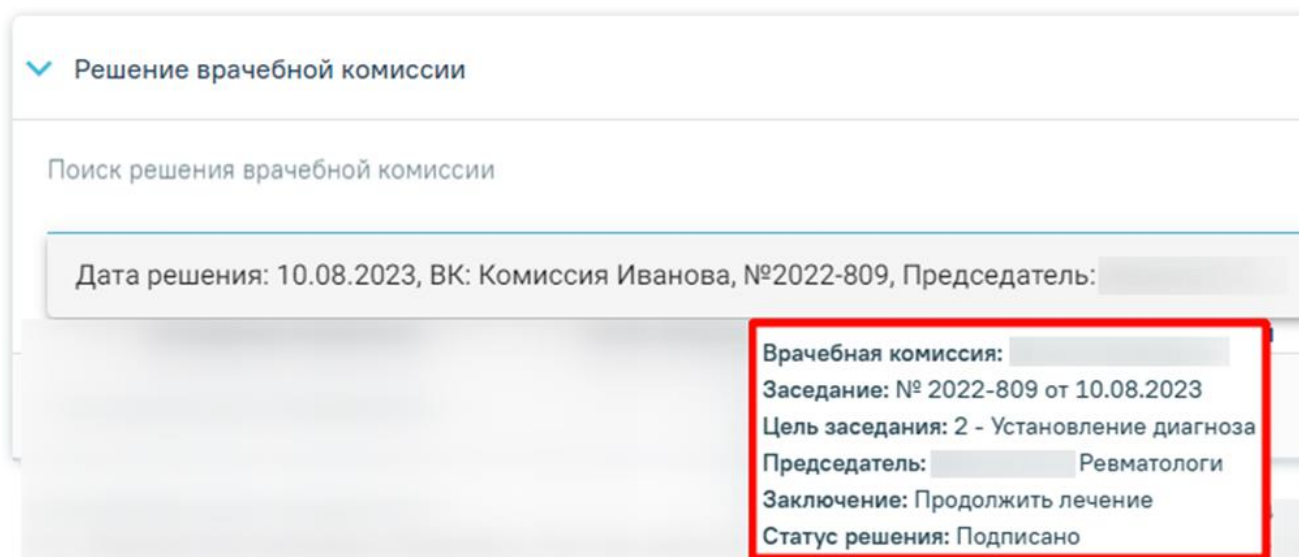 Решение врачебной комиссии
Поиск решения врачебной комиссии
Дата решения: 10.08.2023, ВК: Комиссия Иванова, №2022-809, Председатель:
Врачебная комиссия:
Заседание: № 2022-809 от 10.08.2023
Цель заседания: 2 - Установление диагноза
Председатель: Ревматологи
Заключение: Продолжить лечение
Статус решения: Подписано